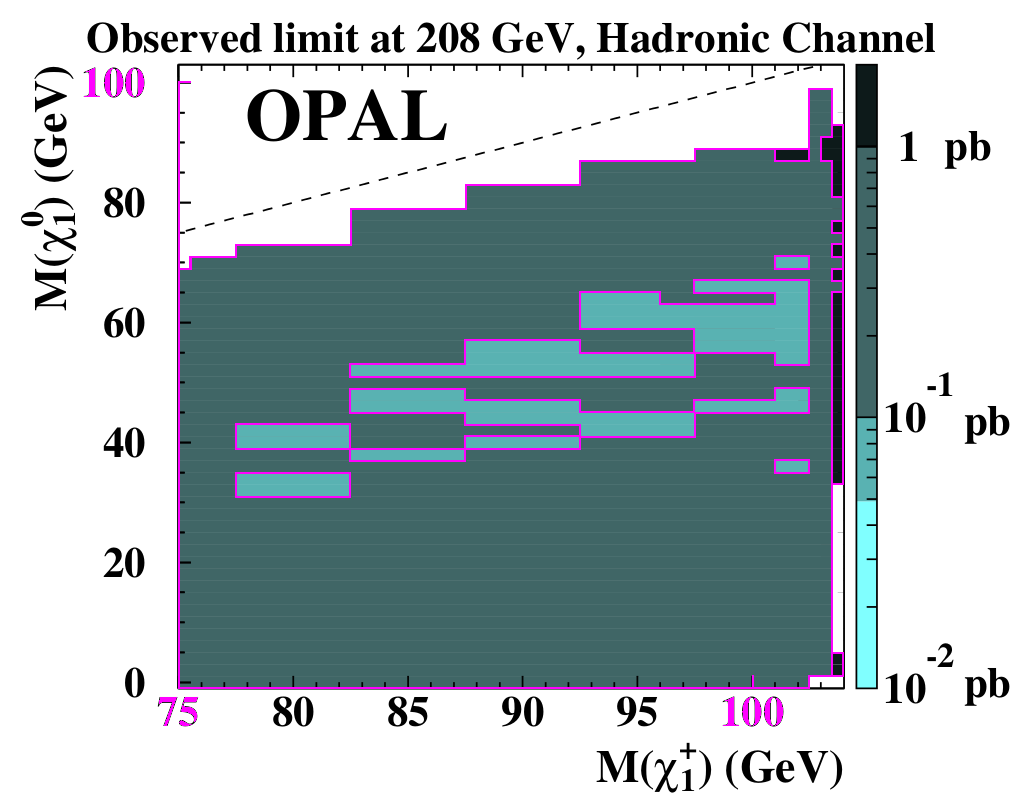 Observed limit at 208 GeV, Hadronic Channel
OPAL
M(χ₁⁰) (GeV)
100
80
60
40
20
0
75
80
85
90
95
100
M(χ₁⁺) (GeV)
1 pb
10⁻¹ pb
10⁻² pb